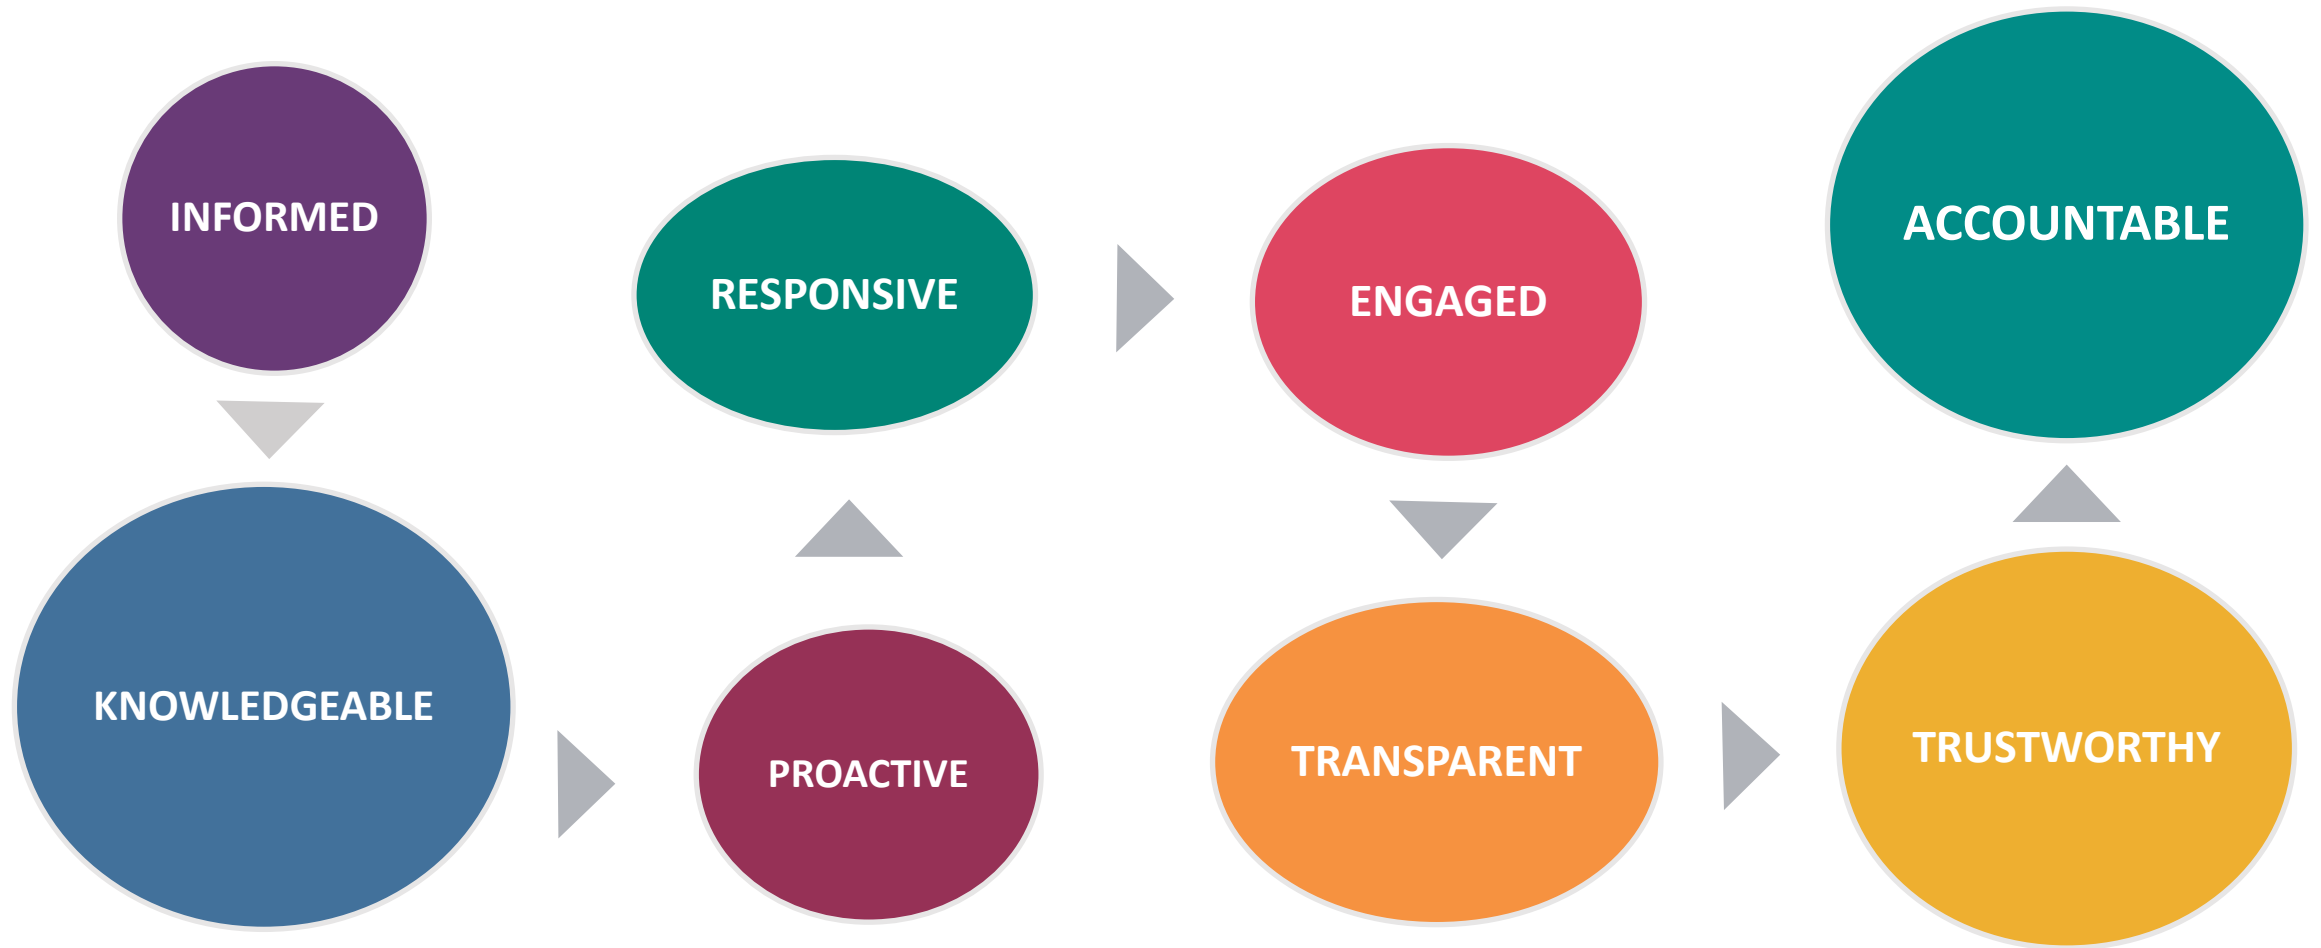 INFORMED
KNOWLEDGEABLE
PROACTIVE
RESPONSIVE
ENGAGED
TRANSPARENT
TRUSTWORTHY
ACCOUNTABLE